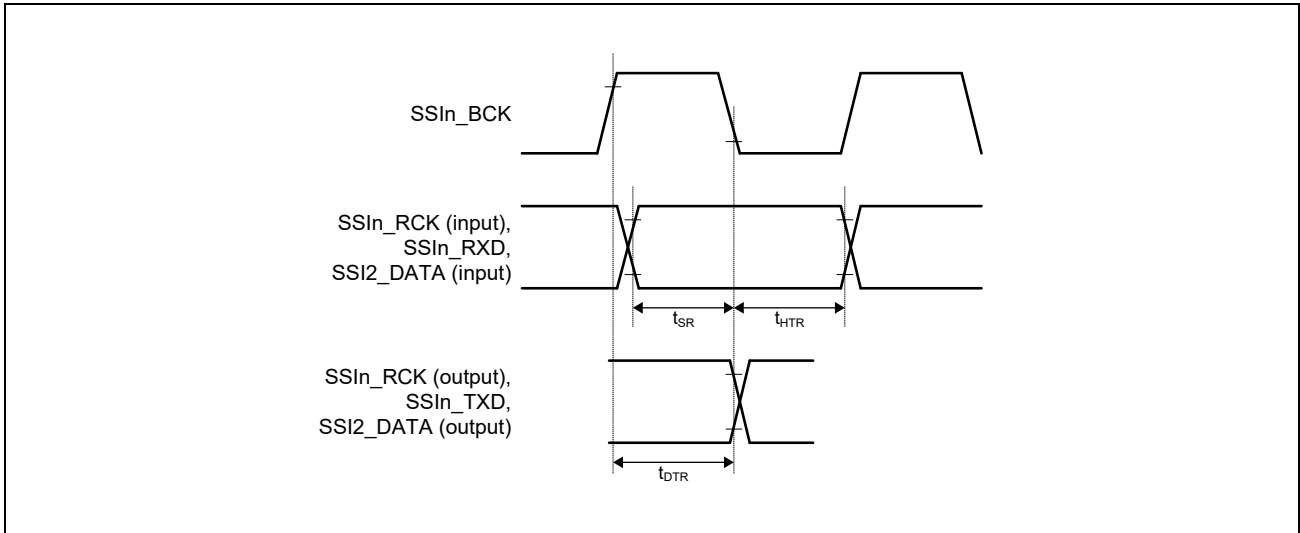 SSIn_BCK
SSIn_RCK (input),
SSIn_RXD,
SSI2_DATA (input)
tSR
tHTR
SSIn_RCK (output),
SSIn_TXD,
SSI2_DATA (output)
tDTR